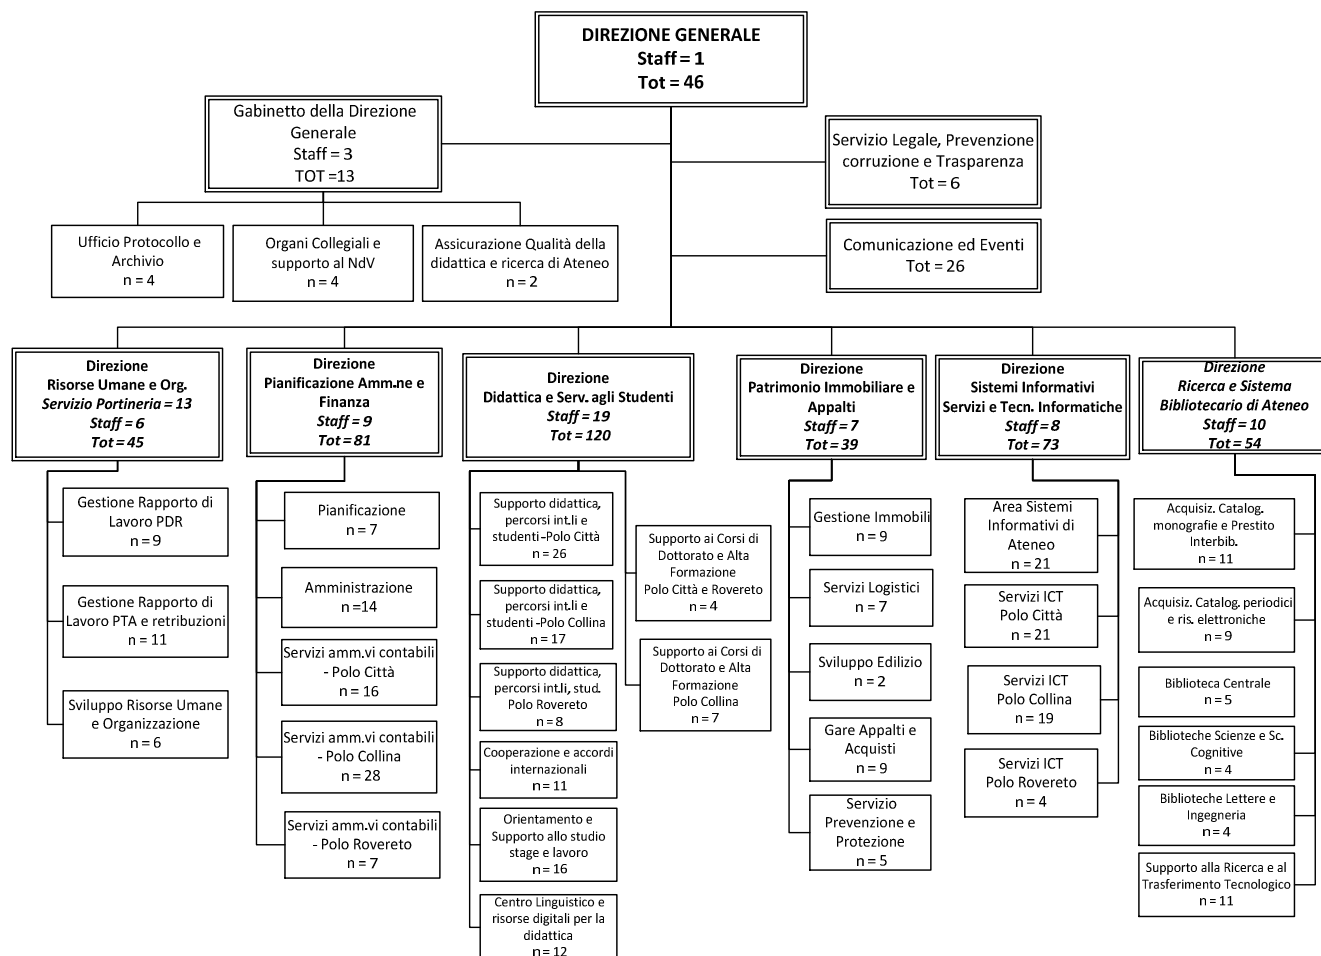 DIREZIONE GENERALE
Staff = 1
Tot = 46
Gabinetto della Direzione
Generale
Staff = 3
TOT =13
Servizio Legale, Prevenzione
corruzione e Trasparenza
Tot = 6
Ufficio Protocollo e
Archivio
n = 4
Organi Collegiali e
supporto al NdV
n = 4
Assicurazione Qualità della
didattica e ricerca di Ateneo
n = 2
Comunicazione ed Eventi
Tot = 26
Direzione
Risorse Umane e Org.
Servizio Portineria = 13
Staff = 6
Tot = 45
Direzione
Pianificazione Amm.ne e
Finanza
Staff = 9
Tot = 81
Direzione
Didattica e Serv. agli Studenti
Staff = 19
Tot = 120
Direzione
Patrimonio Immobiliare e
Appalti
Staff = 7
Tot = 39
Direzione
Sistemi Informativi
Servizi e Tecn. Informatiche
Staff = 8
Tot = 73
Direzione
Ricerca e Sistema
Bibliotecario di Ateneo
Staff = 10
Tot = 54
Gestione Rapporto di
Lavoro PDR
n = 9
Gestione Rapporto di
Lavoro PTA e retribuzioni
n = 11
Sviluppo Risorse Umane
e Organizzazione
n = 6
Pianificazione
n = 7
Amministrazione
n =14
Servizi amm.vi contabili
- Polo Città
n = 16
Servizi amm.vi contabili
- Polo Collina
n = 28
Servizi amm.vi contabili
- Polo Rovereto
n = 7
Supporto didattica,
percorsi int.li e
studenti -Polo Città
n = 26
Supporto didattica,
percorsi int.li e
studenti -Polo Collina
n = 17
Supporto didattica,
percorsi int.li, stud.
Polo Rovereto
n = 8
Cooperazione e accordi
internazionali
n = 11
Orientamento e
Supporto allo studio
stage e lavoro
n = 16
Centro Linguistico e
risorse digitali per la
didattica
n = 12
Supporto ai Corsi di
Dottorato e Alta
Formazione
Polo Città e Rovereto
n = 4
Supporto ai Corsi di
Dottorato e Alta
Formazione
Polo Collina
n = 7
Gestione Immobili
n = 9
Servizi Logistici
n = 7
Sviluppo Edilizio
n = 2
Gare Appalti e
Acquisti
n = 9
Servizio
Prevenzione e
Protezione
n = 5
Area Sistemi
Informativi di
Ateneo
n = 21
Servizi ICT
Polo Città
n = 21
Servizi ICT
Polo Collina
n = 19
Servizi ICT
Polo Rovereto
n = 4
Acquisiz. Catalog.
monografie e Prestito
Interbib.
n = 11
Acquisiz. Catalog. periodici
e ris. elettroniche
n = 9
Biblioteca Centrale
n = 5
Biblioteche Scienze e Sc.
Cognitive
n = 4
Biblioteche Lettere e
Ingegneria
n = 4
Supporto alla Ricerca e al
Trasferimento Tecnologico
n = 11